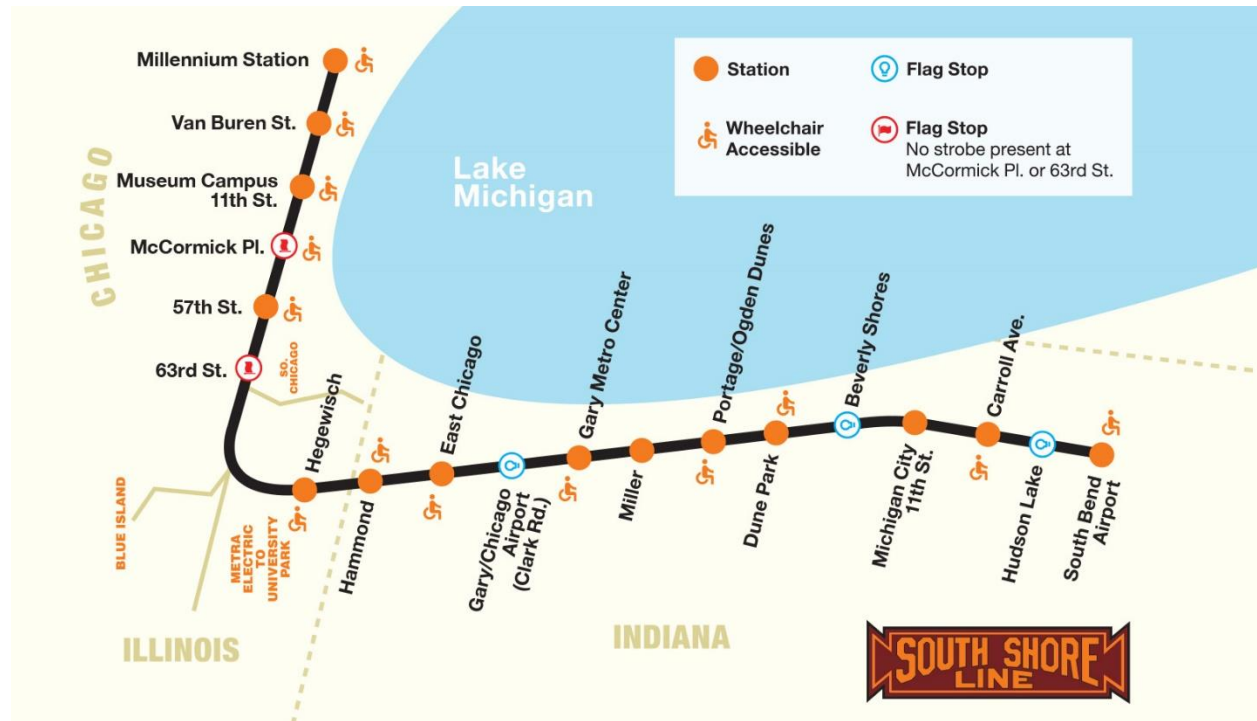 Millennium Station
Van Buren St.
Museum Campus
11th St.
McCormick Pl.
57th St.
63rd St.
CHICAGO
SO.
CHICAGO
Lake
Michigan
Station
Flag Stop
Wheelchair
Accessible
Flag Stop
No strobe present at
McCormick Pl. or 63rd St.
Hegewisch
Hammond
East Chicago
Gary/Chicago
Airport
(Clark Rd.)
Gary Metro Center
Miller
Portage/Ogden Dunes
Dune Park
Beverly Shores
Michigan City
11th St.
Carroll Ave.
Hudson Lake
South Bend
Airport
BLUE ISLAND
METRA
ELECTRIC
TO
UNIVERSITY
PARK
ILLINOIS
INDIANA
SOUTH SHORE
LINE